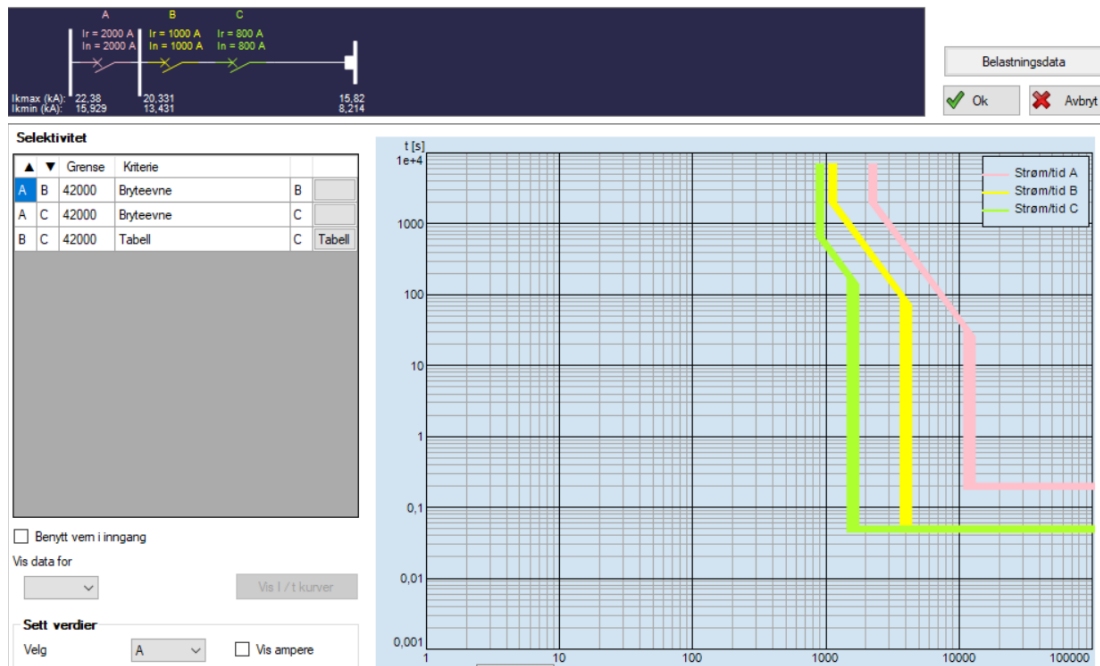 A B C
Ir = 2000 A Ir = 1000 A Ir = 800 A
In = 2000 A In = 1000 A In = 800 A
Ikmax (kA): 22,38 20,331 15,82
Ikmin (kA): 15,929 13,431 8,214
Belastningsdata
Ok Avbryt
Selektivitet
▲ ▼ Grense Kriterie
A B 42000 Bryteevne B
A C 42000 Bryteevne C
B C 42000 Tabell C Tabell
Benytt vern i inngang
Vis data for
Vis I / t kurver
Sett verdier
Velg A Vis ampere
t [s]
1e+4
1000
100
10
1
0,1
0,01
0,001
1 10 100 1000 10000 100000
Strøm/tid A
Strøm/tid B
Strøm/tid C